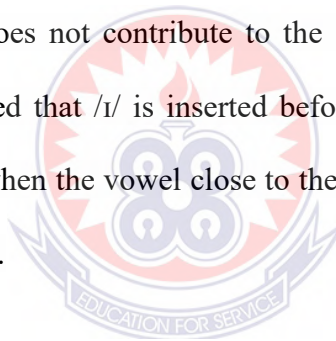 oes not contribute to the
ed that /ɪ/ is inserted befo
hen the vowel close to the
.
EDUCATION FOR SERVICE